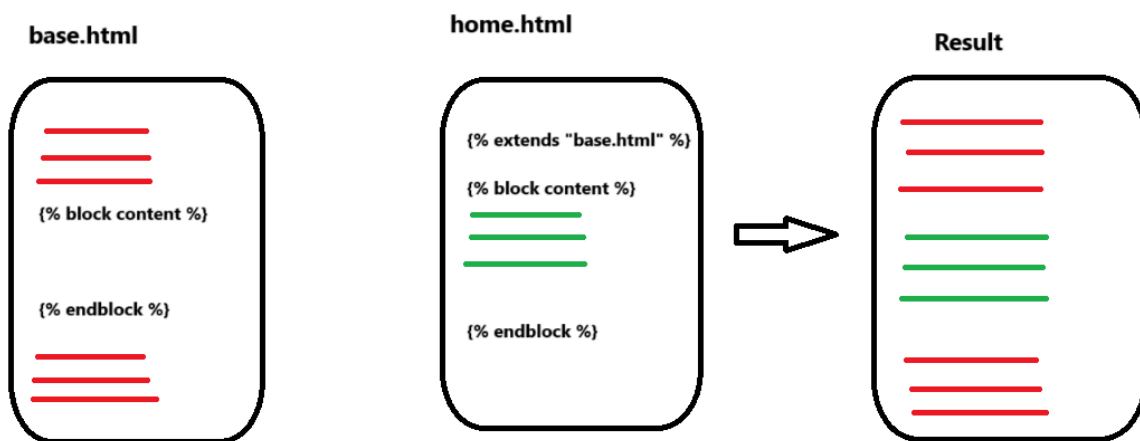 base.html
{% block content %}
{% endblock %}
home.html
{% extends "base.html" %}
{% block content %}
{% endblock %}
Result